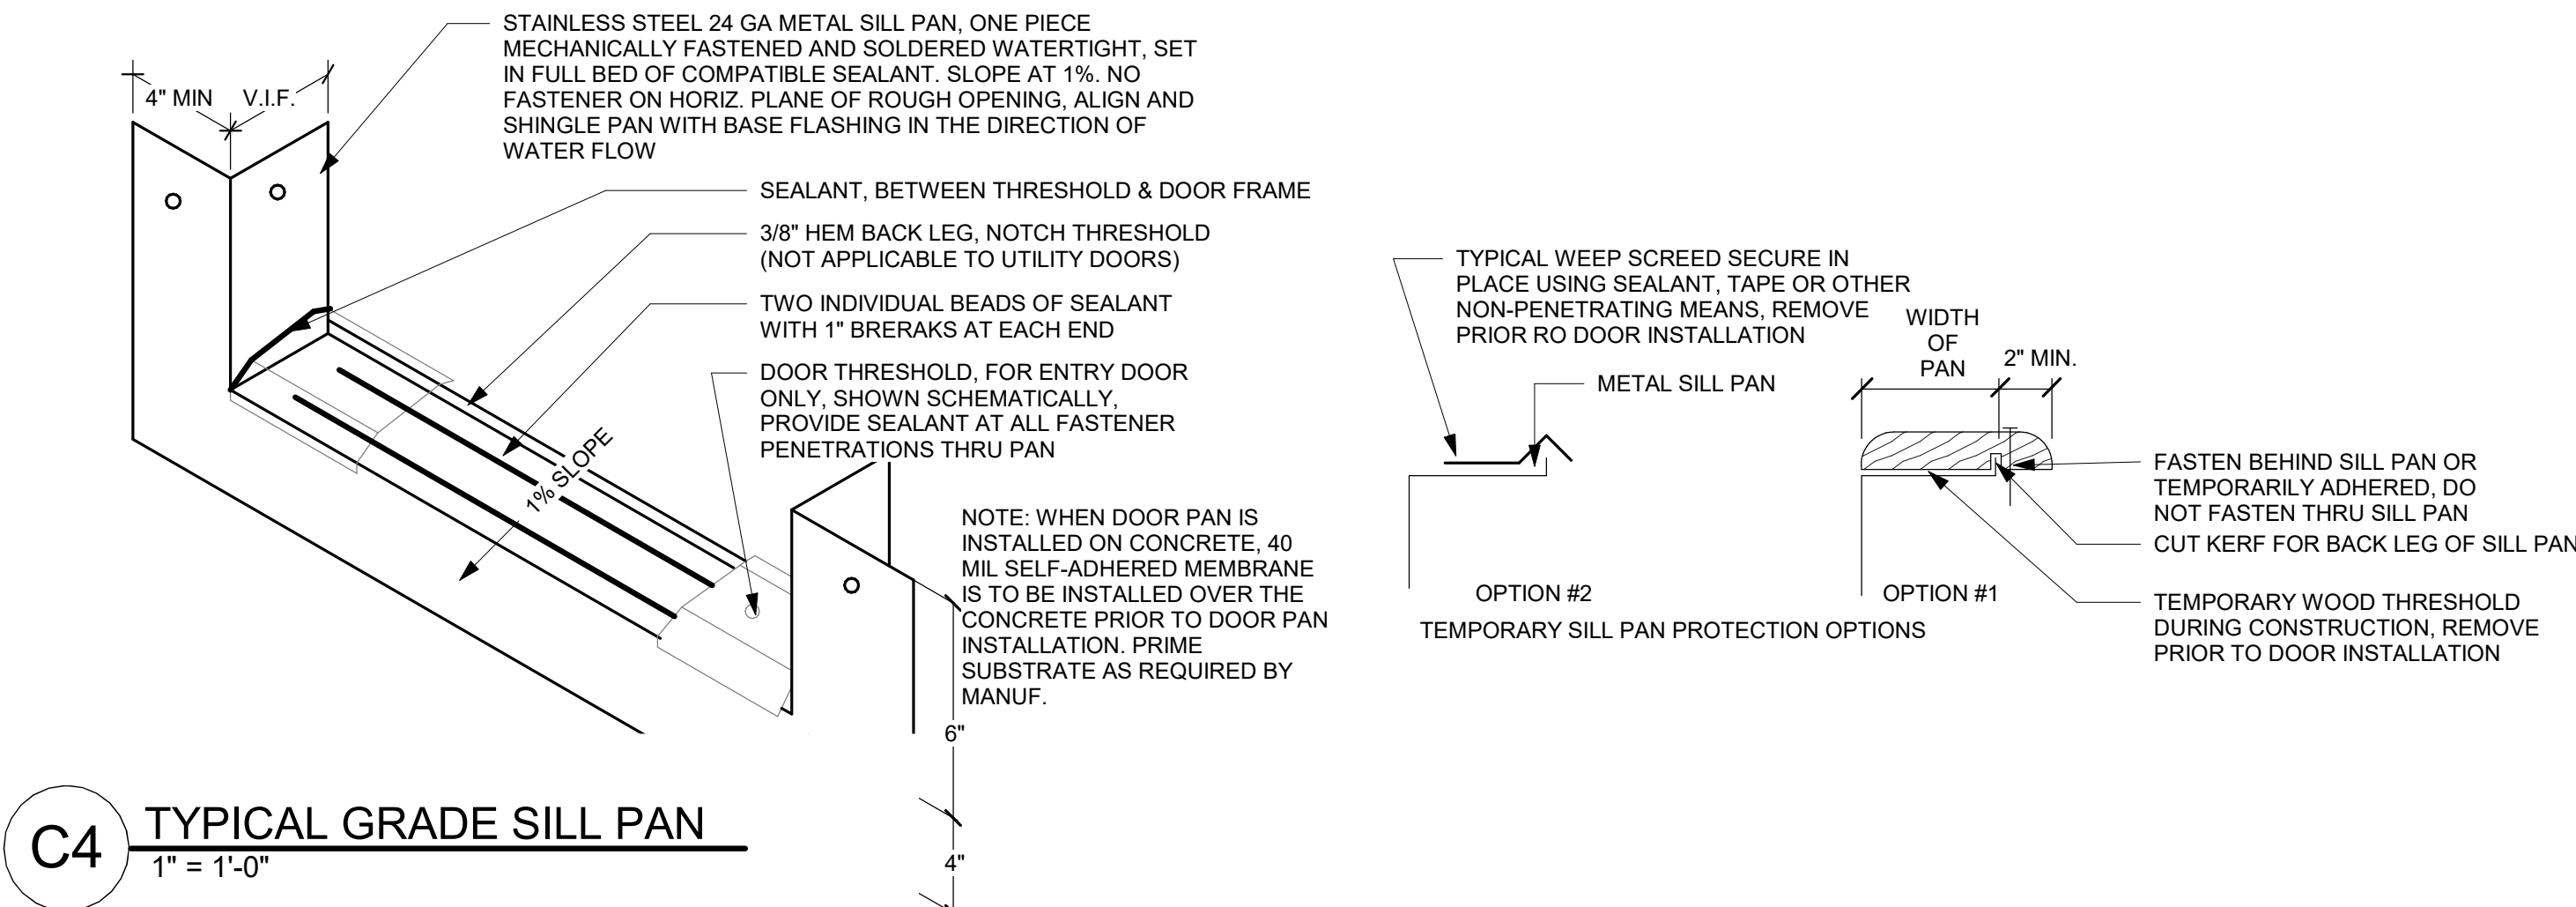 STAINLESS STEEL 24 GA METAL SILL PAN, ONE PIECE
MECHANICALLY FASTENED AND SOLDERED WATERTIGHT, SET
IN FULL BED OF COMPATIBLE SEALANT. SLOPE AT 1%. NO
FASTENER ON HORIZ. PLANE OF ROUGH OPENING, ALIGN AND
SHINGLE PAN WITH BASE FLASHING IN THE DIRECTION OF
WATER FLOW
4" MIN
V.I.F.
SEALANT, BETWEEN THRESHOLD & DOOR FRAME
3/8" HEM BACK LEG, NOTCH THRESHOLD
(NOT APPLICABLE TO UTILITY DOORS)
TWO INDIVIDUAL BEADS OF SEALANT
WITH 1" BRERAKS AT EACH END
DOOR THRESHOLD, FOR ENTRY DOOR
ONLY, SHOWN SCHEMATICALLY,
PROVIDE SEALANT AT ALL FASTENER
PENETRATIONS THRU PAN
1% SLOPE
NOTE: WHEN DOOR PAN IS
INSTALLED ON CONCRETE, 40
MIL SELF-ADHERED MEMBRANE
IS TO BE INSTALLED OVER THE
CONCRETE PRIOR TO DOOR PAN
INSTALLATION. PRIME
SUBSTRATE AS REQUIRED BY
MANUF.
6"
4"
TYPICAL WEEP SCREED SECURE IN
PLACE USING SEALANT, TAPE OR OTHER
NON-PENETRATING MEANS, REMOVE
PRIOR RO DOOR INSTALLATION
METAL SILL PAN
WIDTH
OF
PAN
2" MIN.
FASTEN BEHIND SILL PAN OR
TEMPORARILY ADHERED, DO
NOT FASTEN THRU SILL PAN
CUT KERF FOR BACK LEG OF SILL PAN
TEMPORARY WOOD THRESHOLD
DURING CONSTRUCTION, REMOVE
PRIOR TO DOOR INSTALLATION
OPTION #2
OPTION #1
TEMPORARY SILL PAN PROTECTION OPTIONS
C4
TYPICAL GRADE SILL PAN
1" = 1'-0"